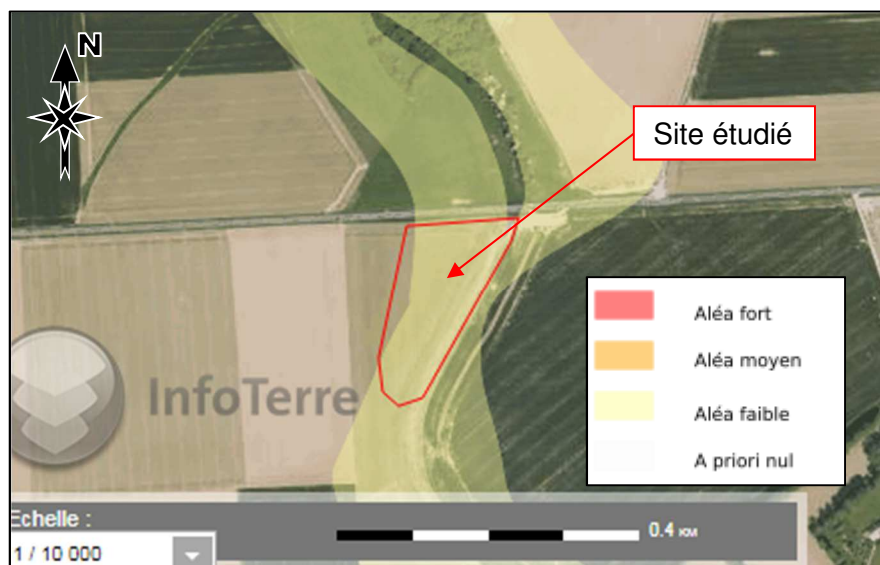 N
Site étudié
Aléa fort
Aléa moyen
Aléa faible
A priori nul
InfoTerre
Echelle :
0.4 KM
1 / 10 000